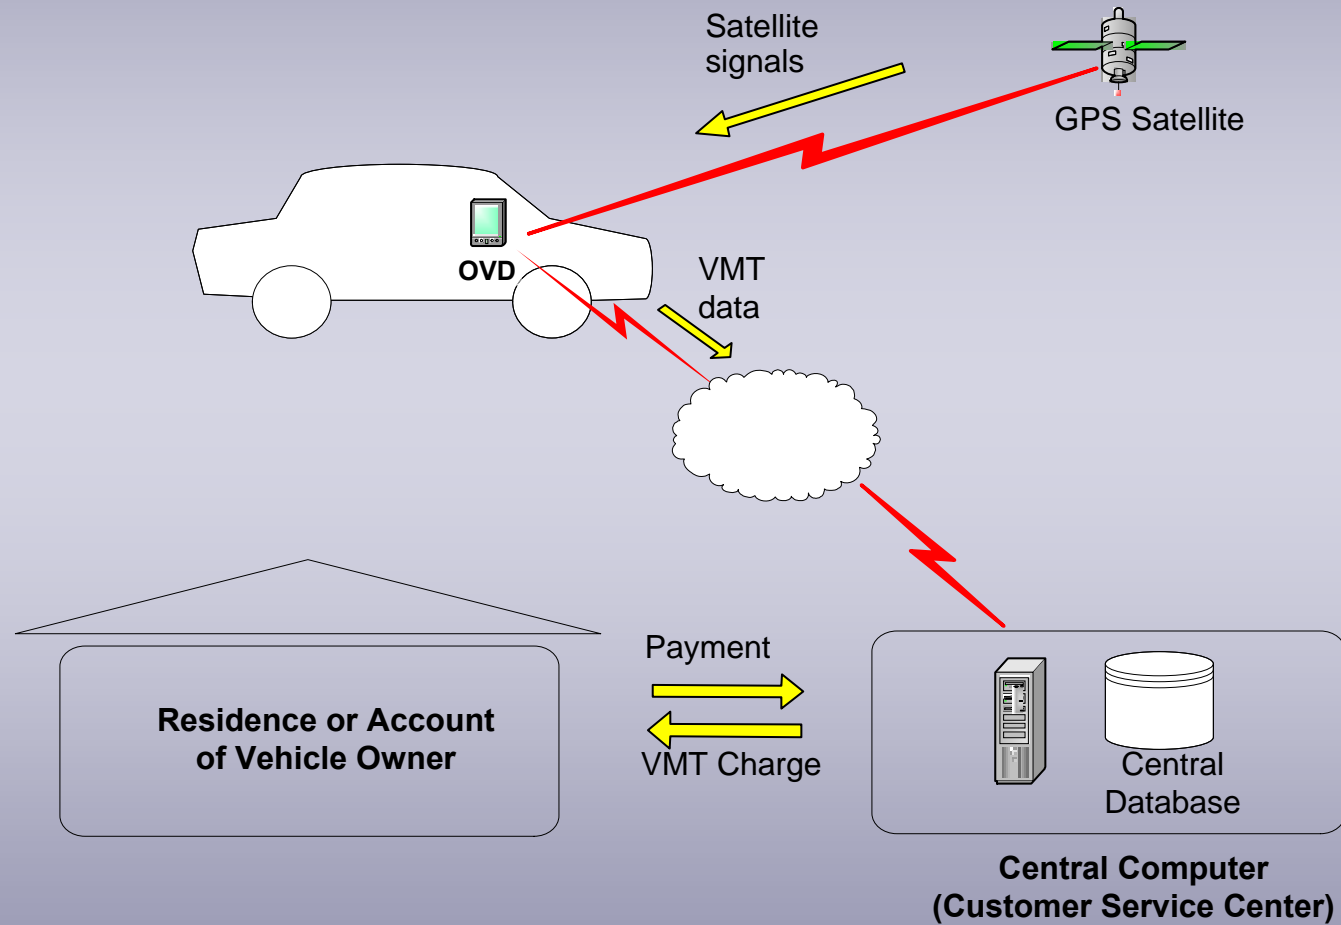 Satellite
signals
GPS Satellite
OVD
VMT
data
Payment
Residence or Account
of Vehicle Owner
VMT Charge
Central
Database
Central Computer
(Customer Service Center)